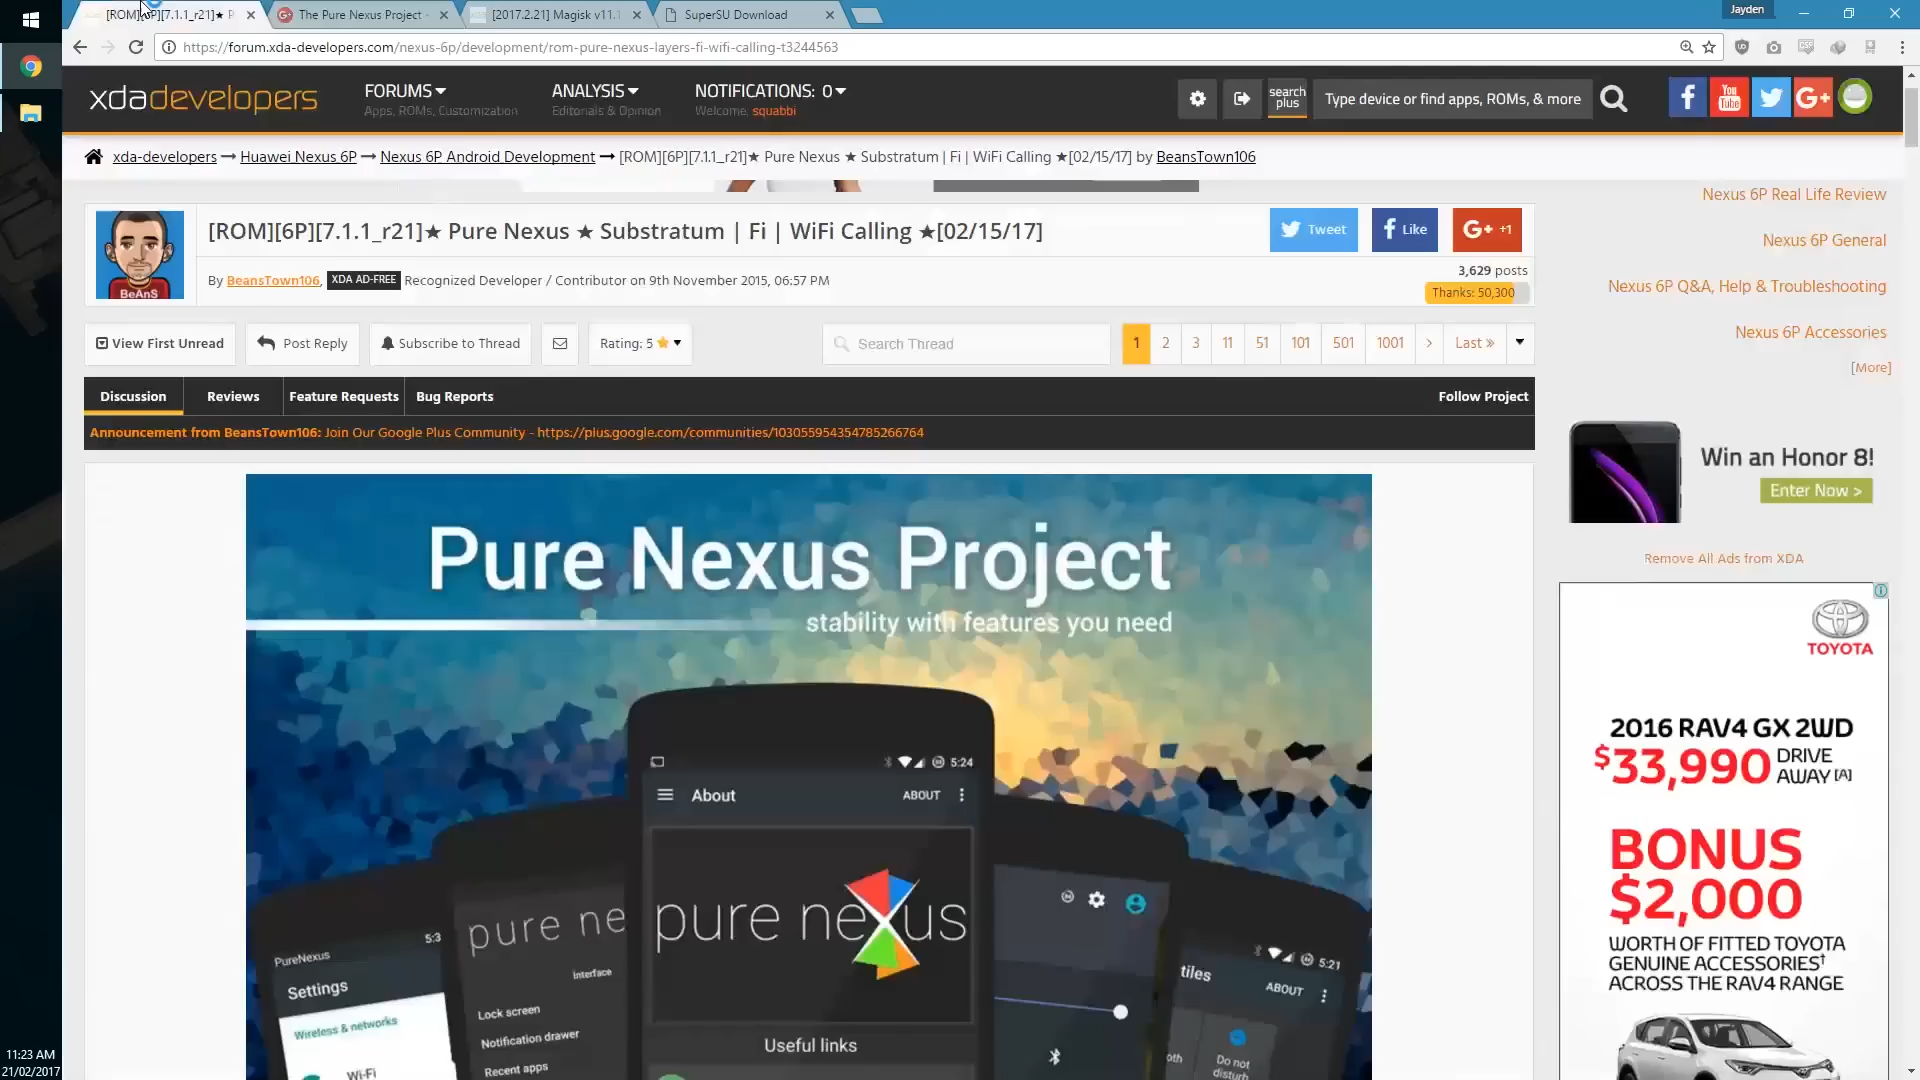 [ROM][6P][7.1.1_r21]★ P
The Pure Nexus Project -
[2017.2.21] Magisk v11.1
SuperSU Download
Jayden
https://forum.xda-developers.com/nexus-6p/development/rom-pure-nexus-layers-fi-wifi-calling-t3244563
xdadevelopers
FORUMS
Apps, ROMs, Customization
ANALYSIS
Editorials & Opinion
NOTIFICATIONS: 0
Welcome, squabbi
search plus
Type device or find apps, ROMs, & more
You Tube
G+
xda-developers → Huawei Nexus 6P → Nexus 6P Android Development → [ROM][6P][7.1.1_r21]★ Pure Nexus ★ Substratum | Fi | WiFi Calling ★[02/15/17] by BeansTown106
Nexus 6P Real Life Review
Nexus 6P General
Nexus 6P Q&A, Help & Troubleshooting
Nexus 6P Accessories
[More]
BeAnS
[ROM][6P][7.1.1_r21]★ Pure Nexus ★ Substratum | Fi | WiFi Calling ★[02/15/17]
Tweet
Like
G+ +1
By BeansTown106, XDA AD-FREE Recognized Developer / Contributor on 9th November 2015, 06:57 PM
3,629 posts
Thanks: 50,300
View First Unread
Post Reply
Subscribe to Thread
Rating: 5
Search Thread
1 2 3 11 51 101 501 1001 > Last »
Discussion
Reviews
Feature Requests
Bug Reports
Follow Project
Announcement from BeansTown106: Join Our Google Plus Community - https://plus.google.com/communities/103055954354785266764
Pure Nexus Project
stability with features you need
5:24
About
ABOUT
pure nexus
Useful links
5:3
PureNexus
Settings
Wireless & networks
Wi-Fi
pure ne
Interface
Lock screen
Notification drawer
Recent apps
5:21
tiles
ABOUT
oth
Do not
disturb
Win an Honor 8!
Enter Now >
Remove All Ads from XDA
TOYOTA
2016 RAV4 GX 2WD
$33,990 DRIVE AWAY [A]
BONUS
$2,000
WORTH OF FITTED TOYOTA
GENUINE ACCESSORIES†
ACROSS THE RAV4 RANGE
11:23 AM
21/02/2017